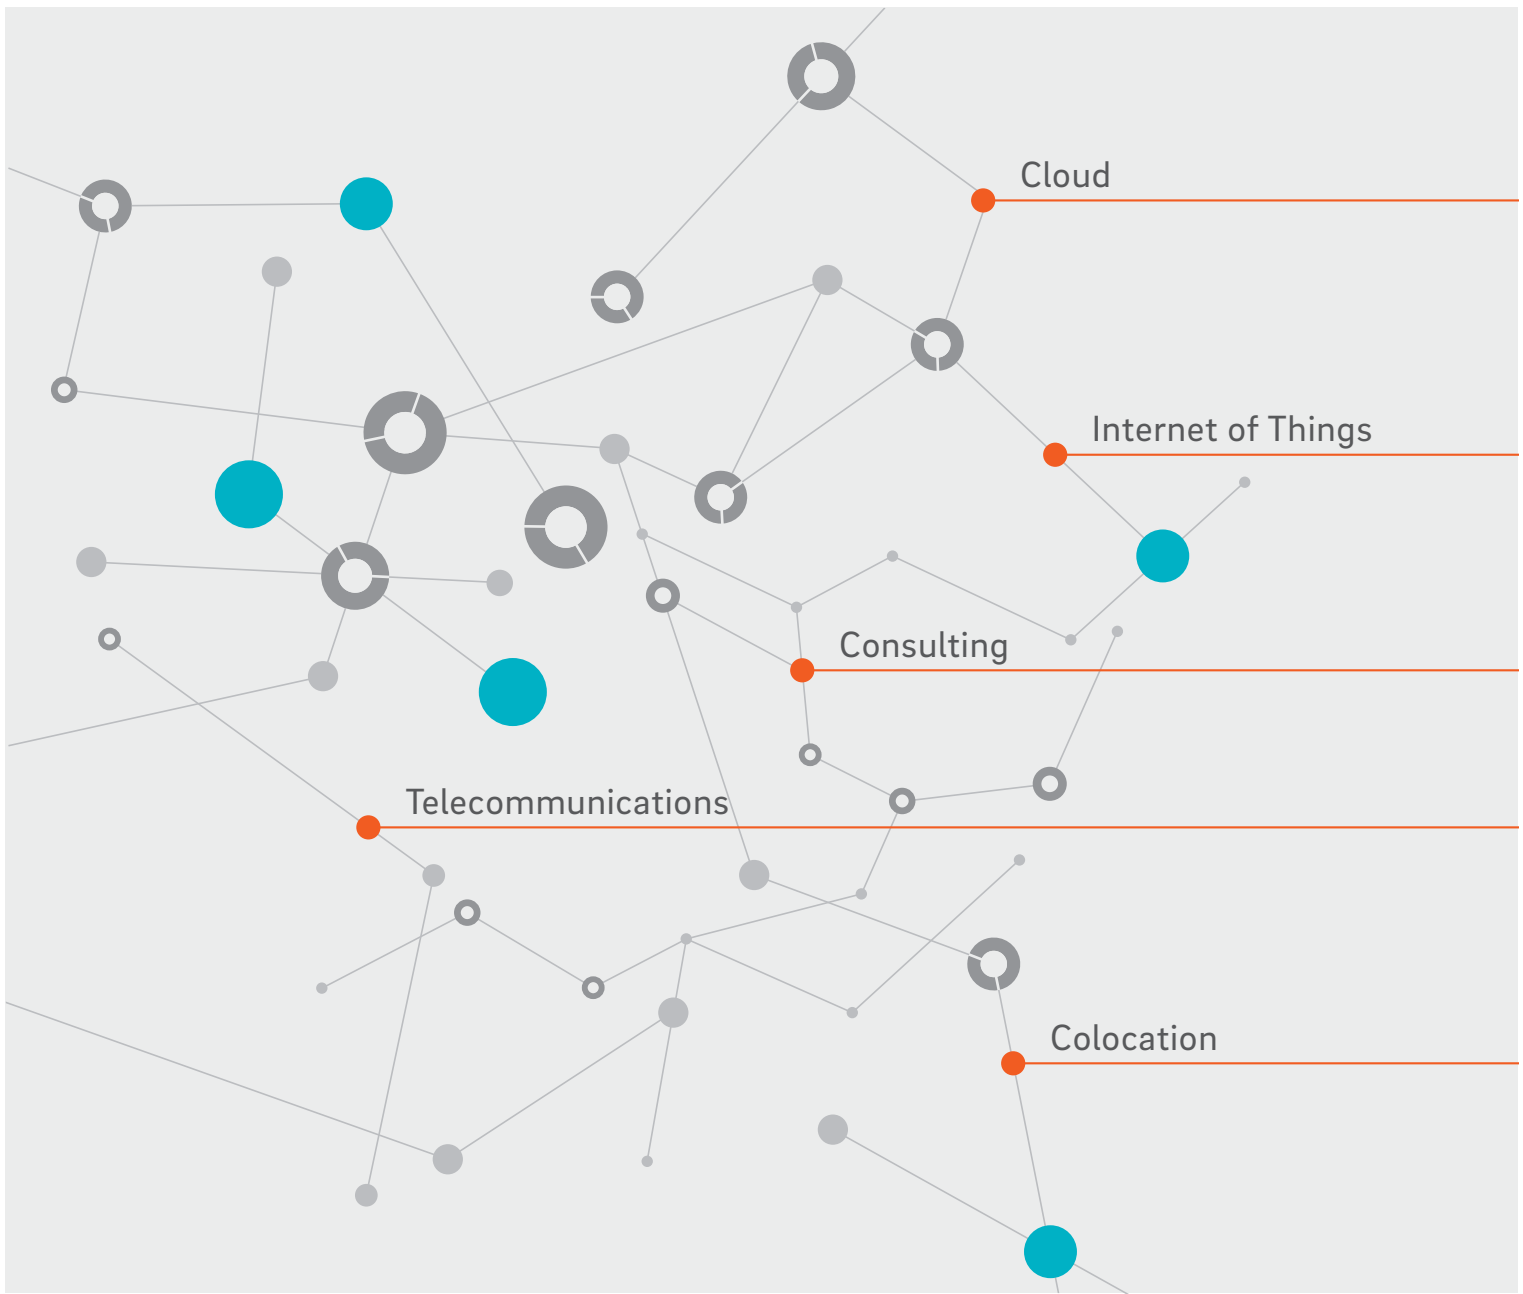 Cloud
Internet of Things
Consulting
Telecommunications
Colocation